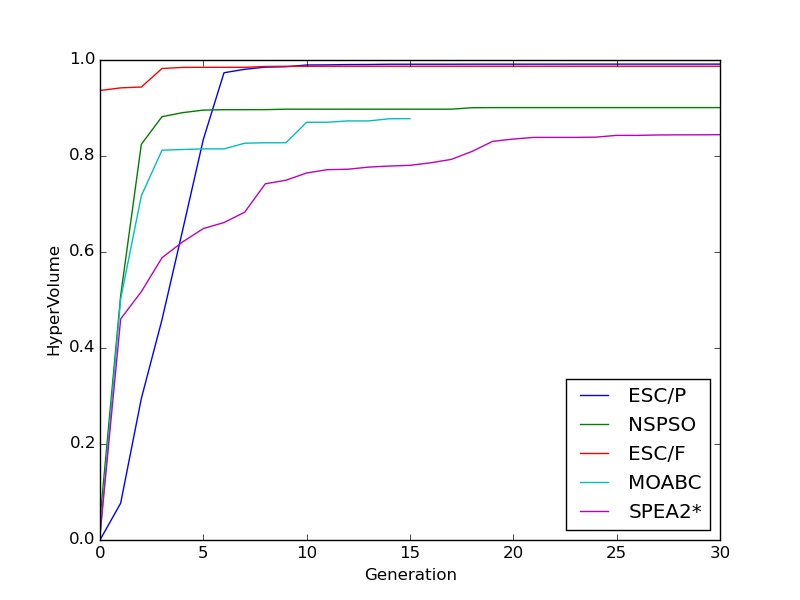 1.0
0.8
0.6
0.4
0.2
0.0
HyperVolume
0
5
10
15
20
25
30
Generation
ESC/P
NSPSO
ESC/F
MOABC
SPEA2*